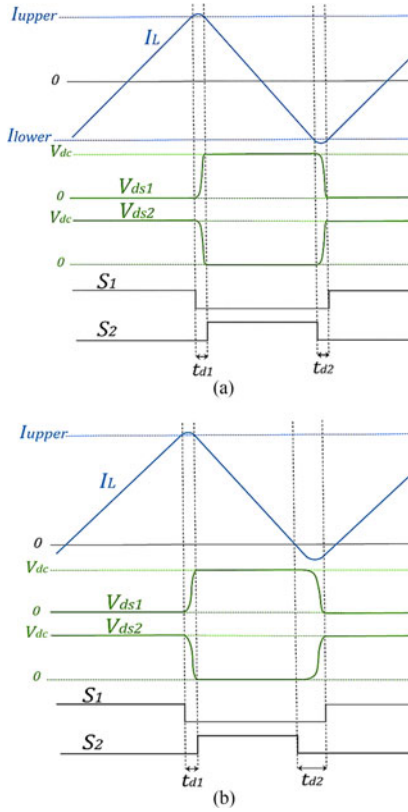 Iupper
IL
0
Ilower
Vdc
Vds1
0
Vdc
Vds2
0
S1
S2
td1
td2
(a)
Iupper
IL
0
Vdc
Vds1
0
Vdc
Vds2
0
S1
S2
td1
td2
(b)